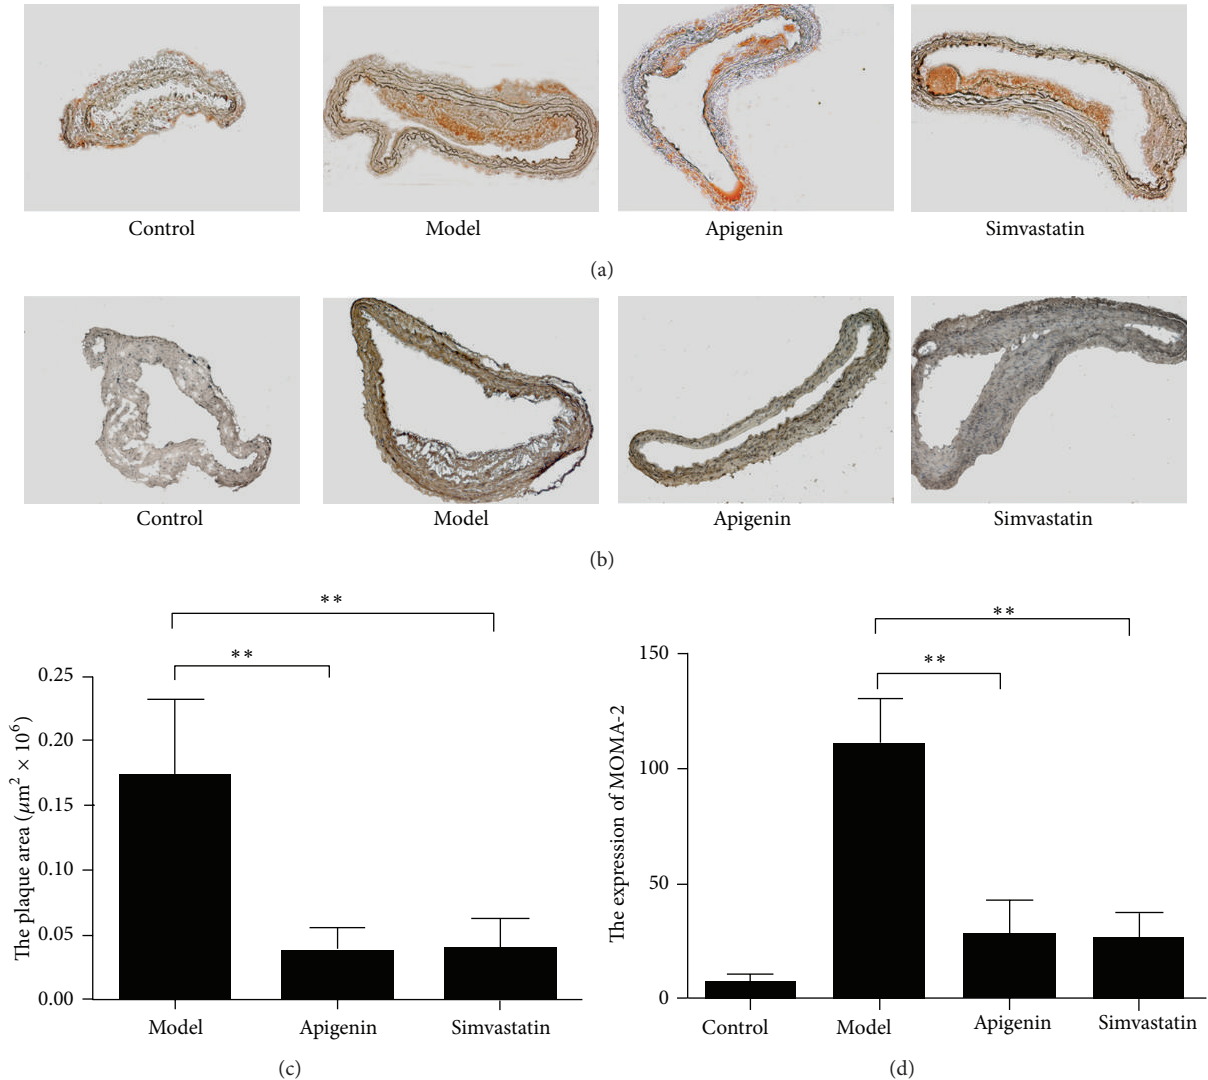 Control Model Apigenin Simvastatin
(a)
Control Model Apigenin Simvastatin
(b)
**
**
0.25
0.20
0.15
0.10
0.05
0.00
The plaque area (μm² × 10⁶)
Model Apigenin Simvastatin
(c)
**
**
150
100
50
0
The expression of MOMA-2
Control Model Apigenin Simvastatin
(d)